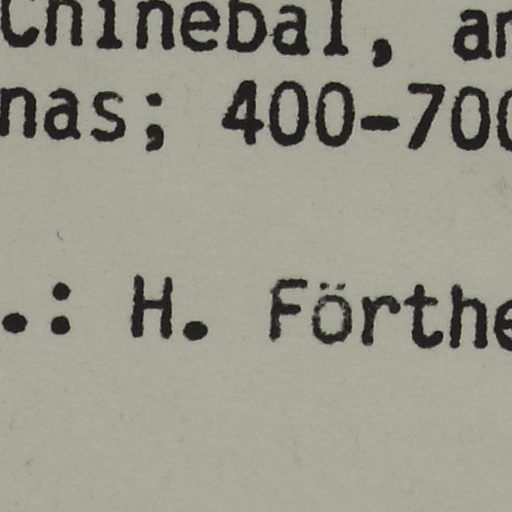 Chinebal, an
nas; 400-700
.: H. Förthe